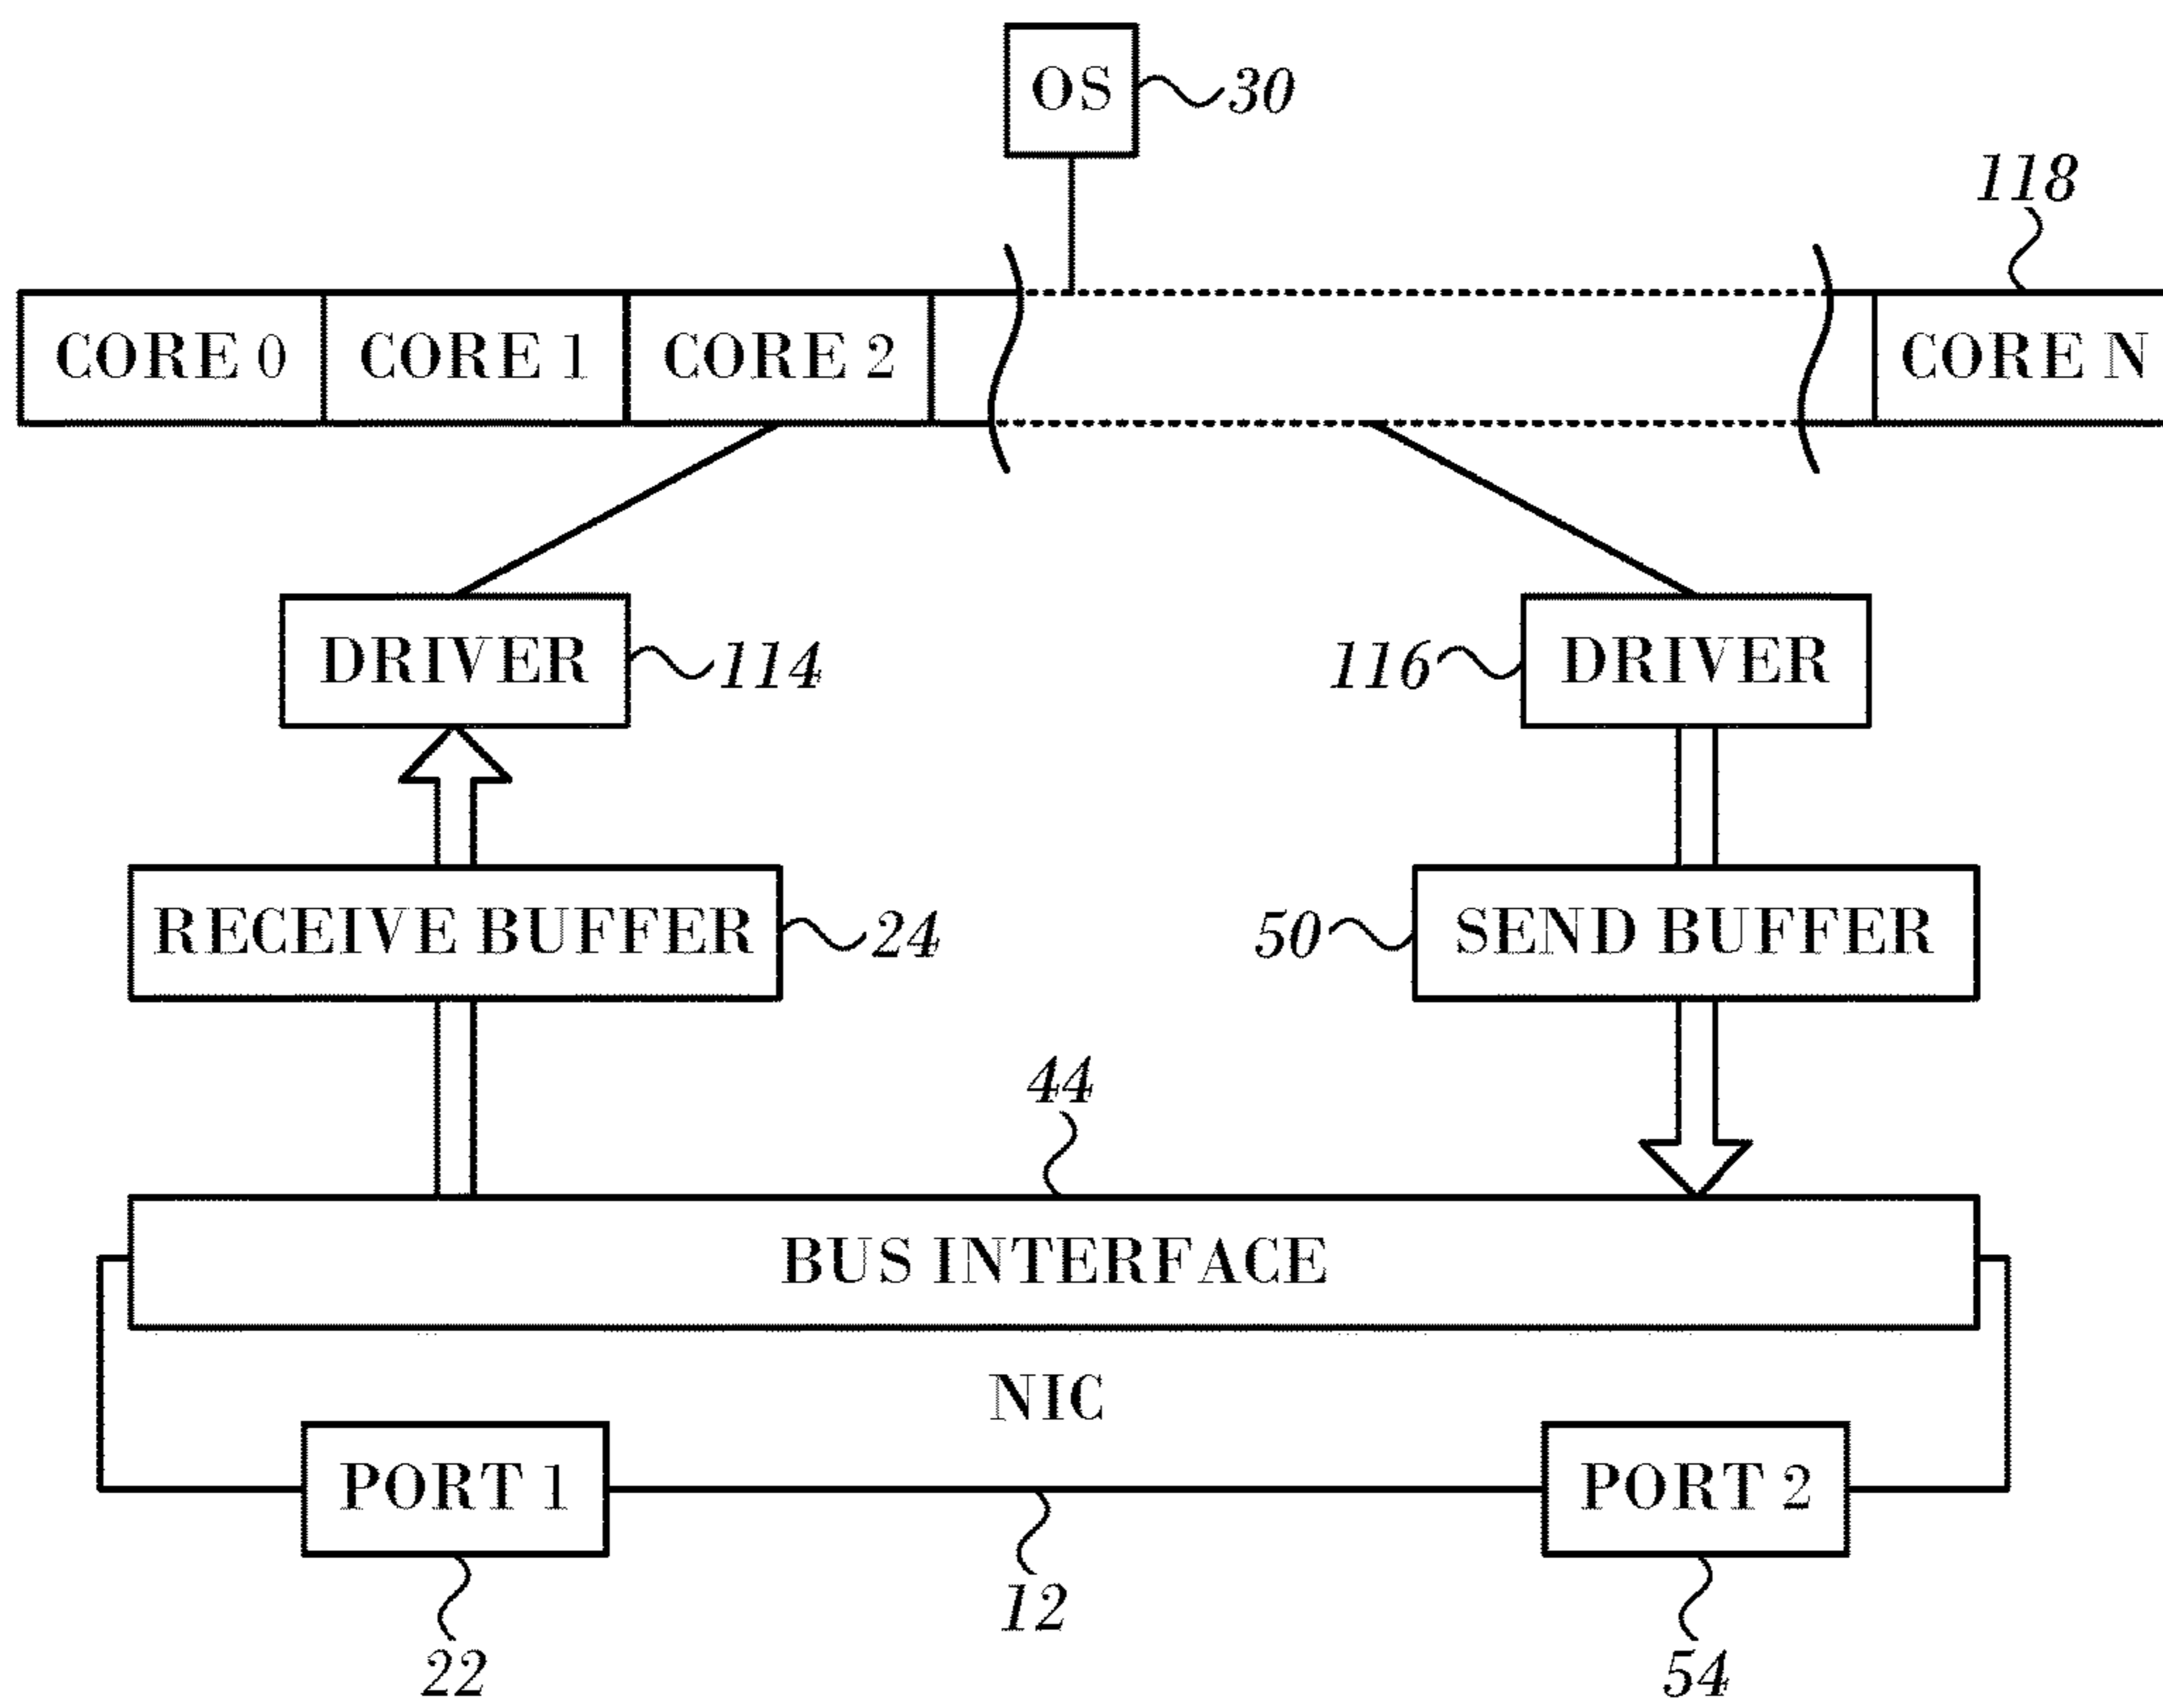 OS 30
118
CORE 0 CORE 1 CORE 2 CORE N
DRIVER 114 116 DRIVER
RECEIVE BUFFER 24 50 SEND BUFFER
44
BUS INTERFACE
NIC
PORT 1 PORT 2
12
22 54